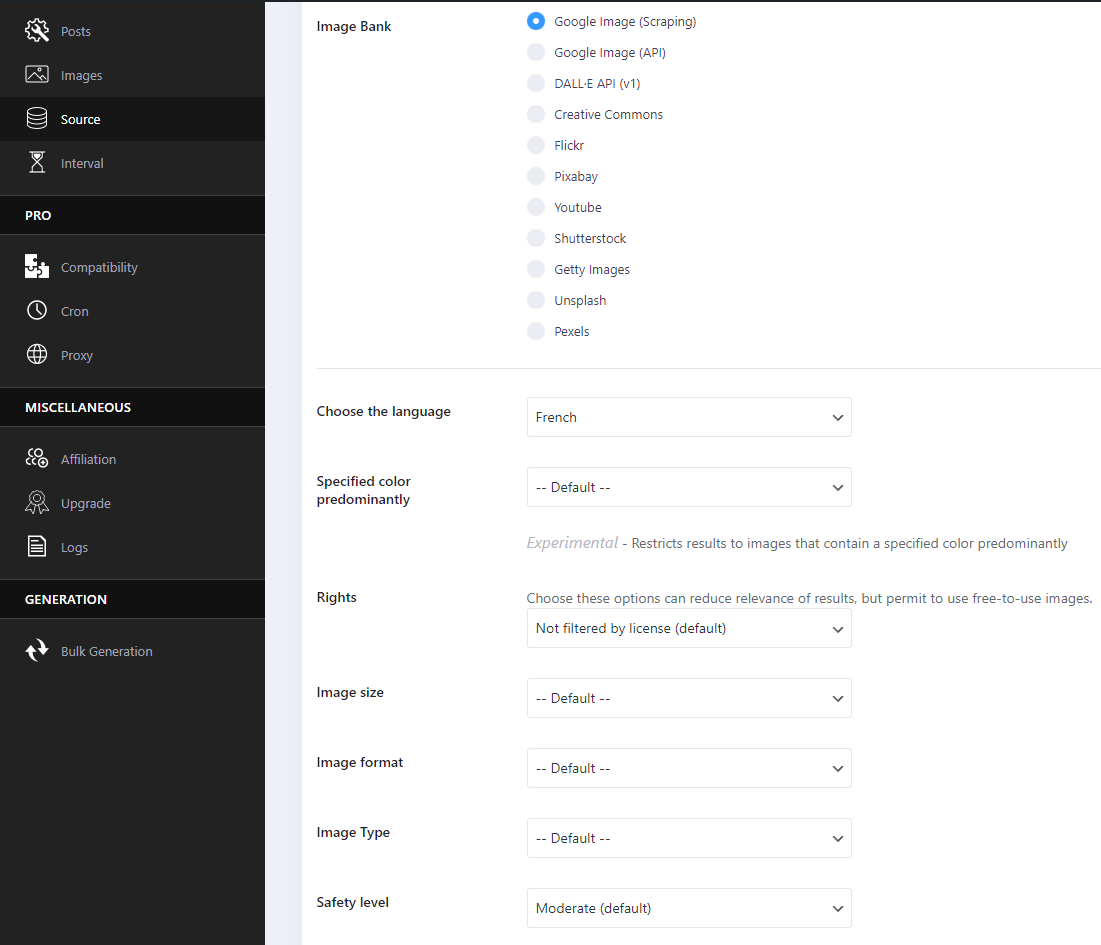 Posts
Images
Source
Interval
PRO
Compatibility
Cron
Proxy
MISCELLANEOUS
Affiliation
Upgrade
Logs
GENERATION
Bulk Generation
Image Bank
Google Image (Scraping)
Google Image (API)
DALL·E API (v1)
Creative Commons
Flickr
Pixabay
Youtube
Shutterstock
Getty Images
Unsplash
Pexels
Choose the language
French
Specified color
predominantly
-- Default --
Experimental - Restricts results to images that contain a specified color predominantly
Rights
Choose these options can reduce relevance of results, but permit to use free-to-use images.
Not filtered by license (default)
Image size
-- Default --
Image format
-- Default --
Image Type
-- Default --
Safety level
Moderate (default)